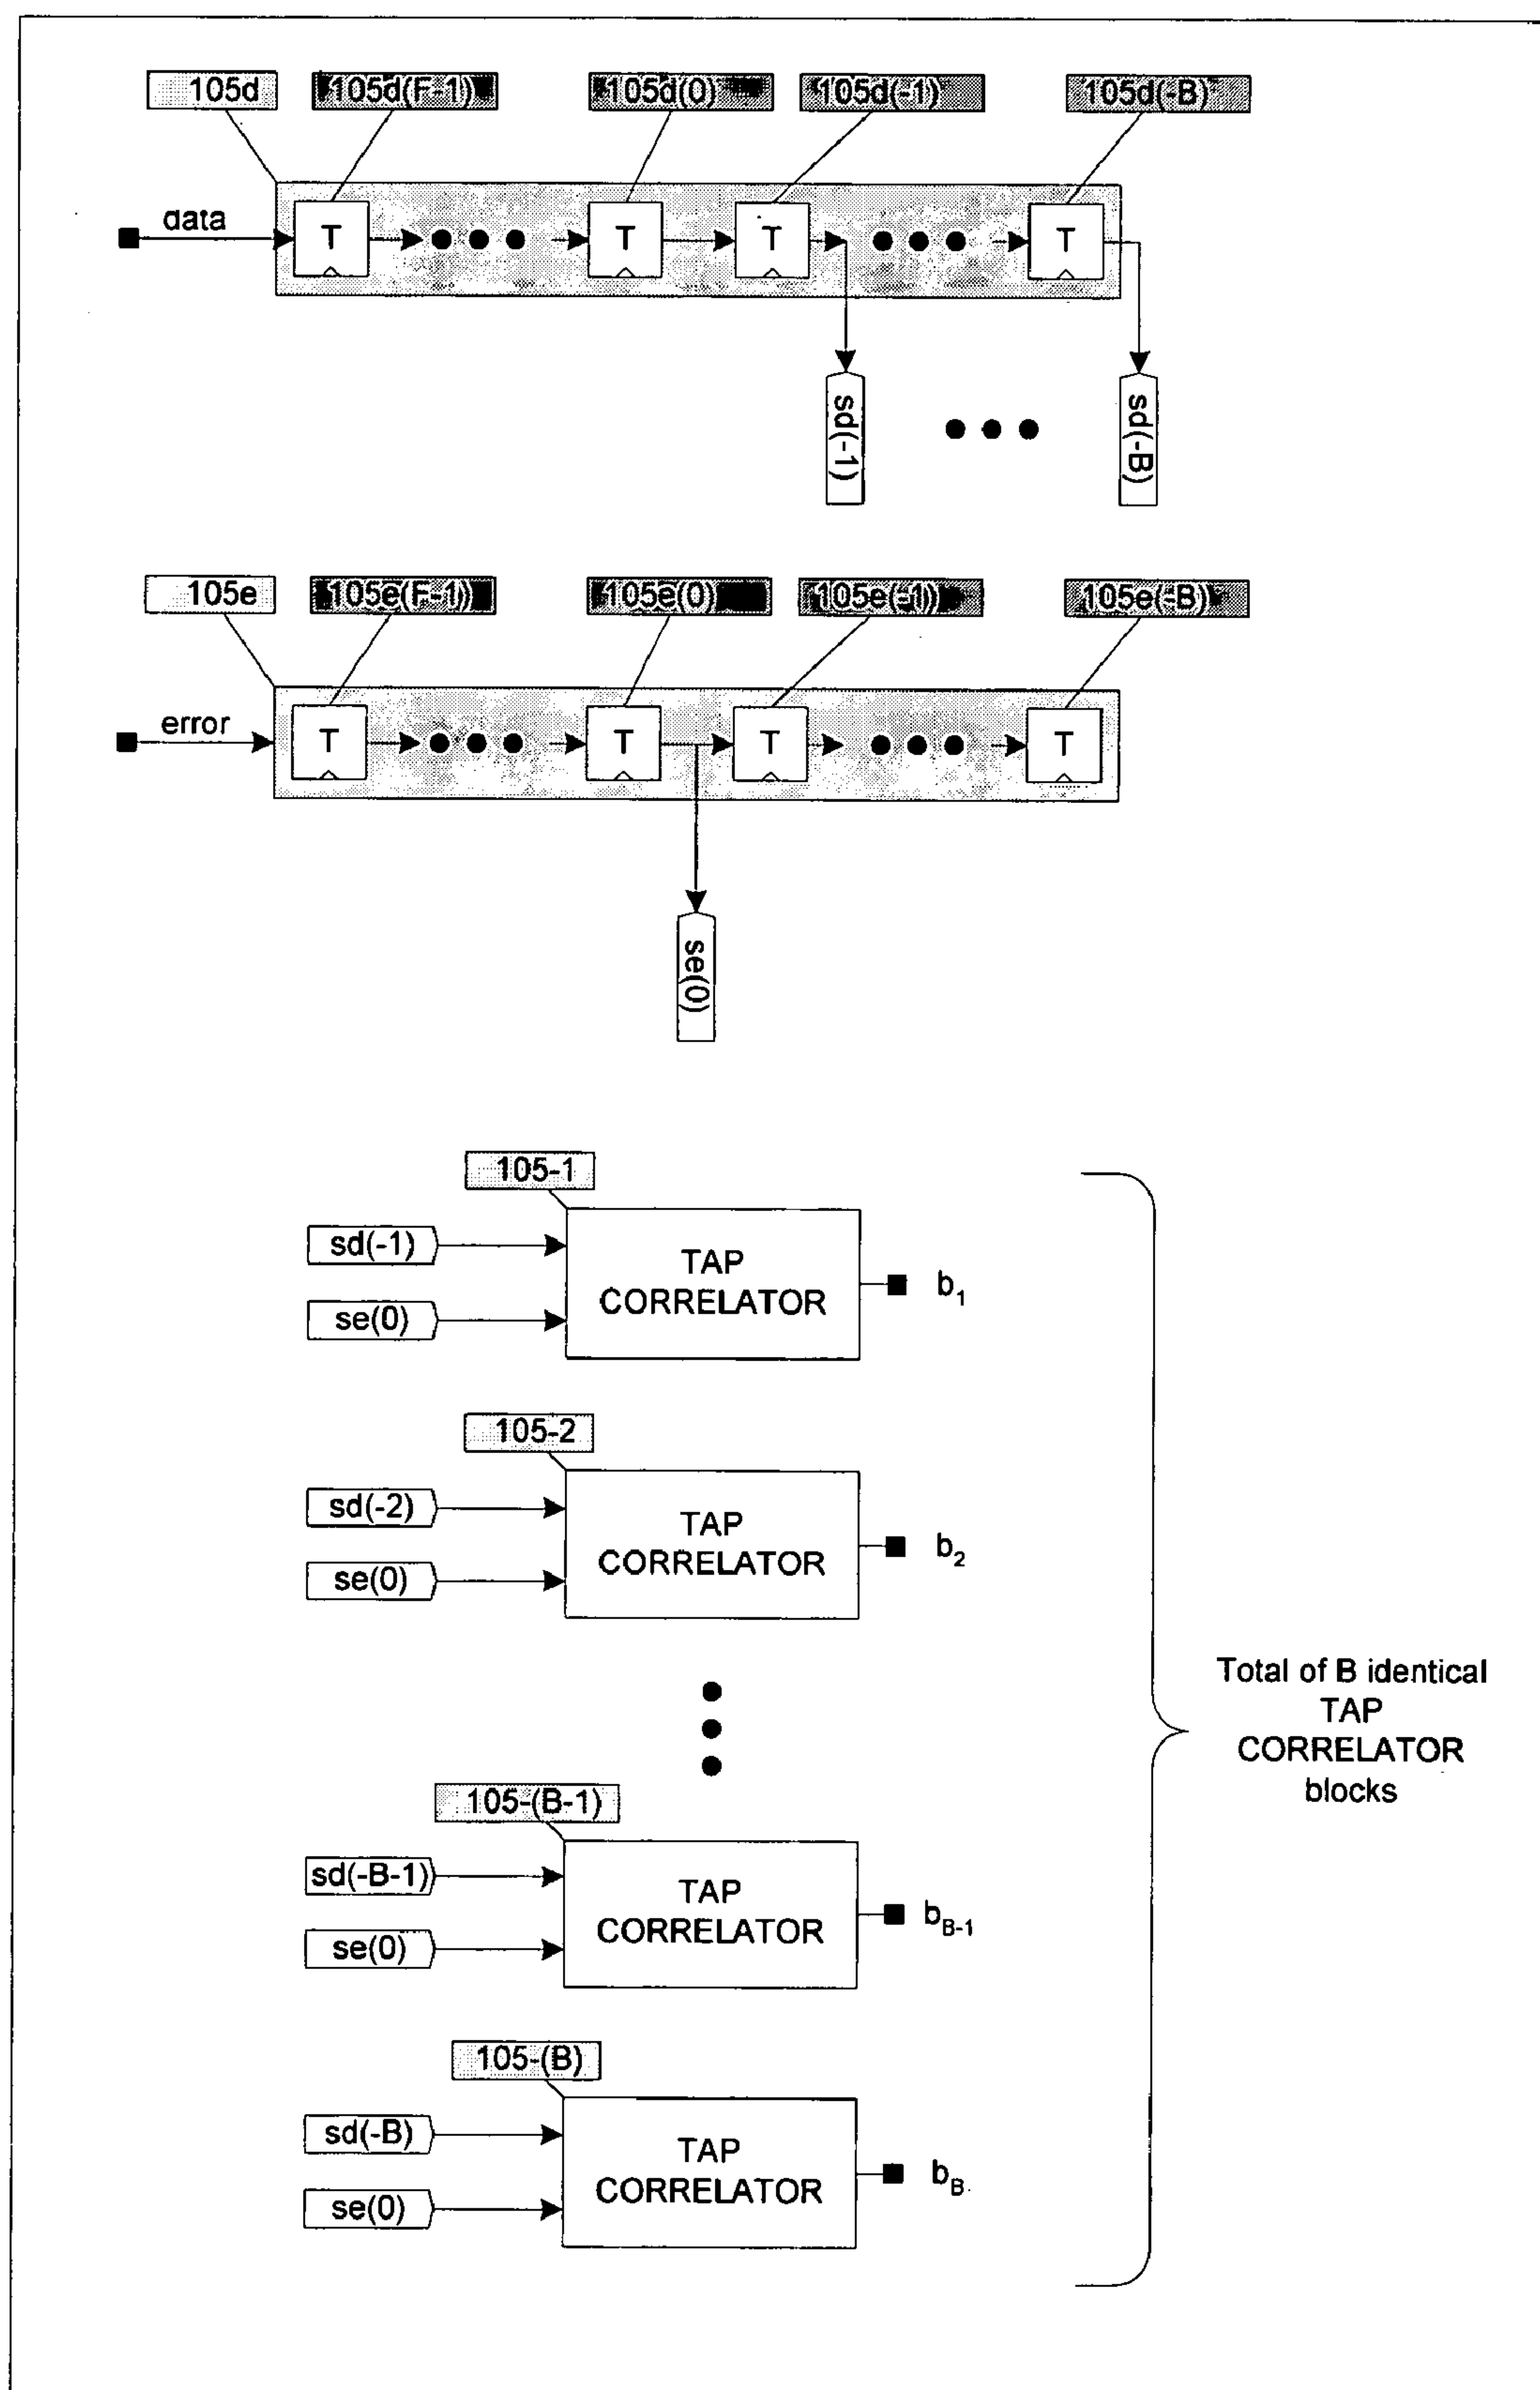 105d 105d(F-1) 105d(0) 105d(-1) 105d(-B)
data T T T T
sd(-1) sd(-B)
105e 105e(F-1) 105e(0) 105e(-1) 105e(-B)
error T T T T
se(0)
105-1
sd(-1)
se(0)
TAP
CORRELATOR
b1
105-2
sd(-2)
se(0)
TAP
CORRELATOR
b2
105-(B-1)
sd(-B-1)
se(0)
TAP
CORRELATOR
bB-1
105-(B)
sd(-B)
se(0)
TAP
CORRELATOR
bB
Total of B identical
TAP
CORRELATOR
blocks